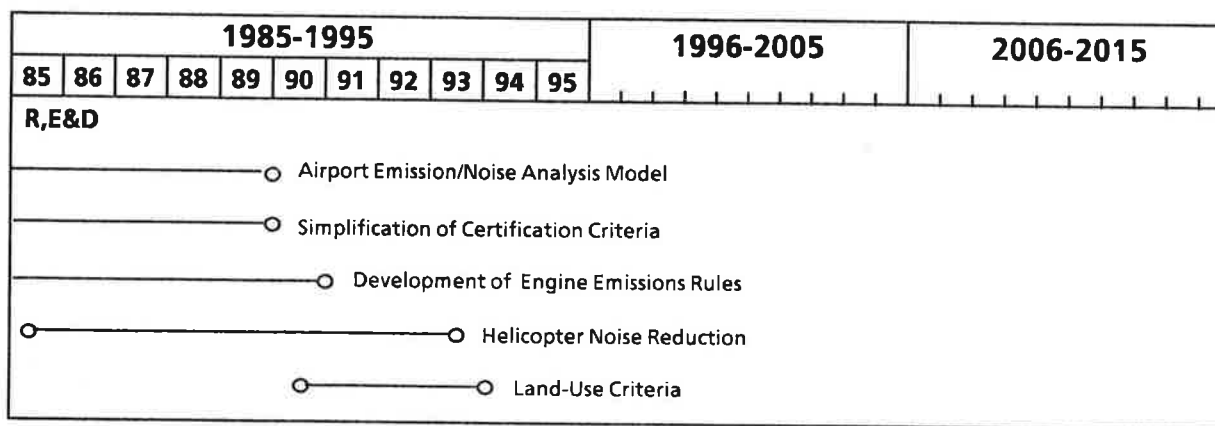 1985-1995 1996-2005 2006-2015
85 86 87 88 89 90 91 92 93 94 95
R,E&D
Airport Emission/Noise Analysis Model
Simplification of Certification Criteria
Development of Engine Emissions Rules
Helicopter Noise Reduction
Land-Use Criteria